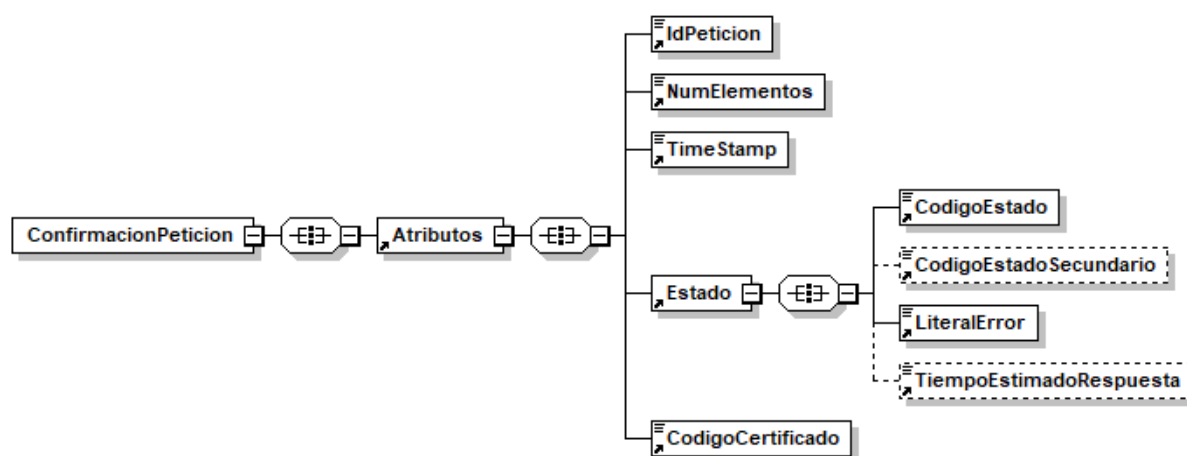 IdPeticion
NumElementos
TimeStamp
ConfirmacionPeticion
Atributos
Estado
CodigoEstado
CodigoEstadoSecundario
LiteralError
TiempoEstimadoRespuesta
CodigoCertificado